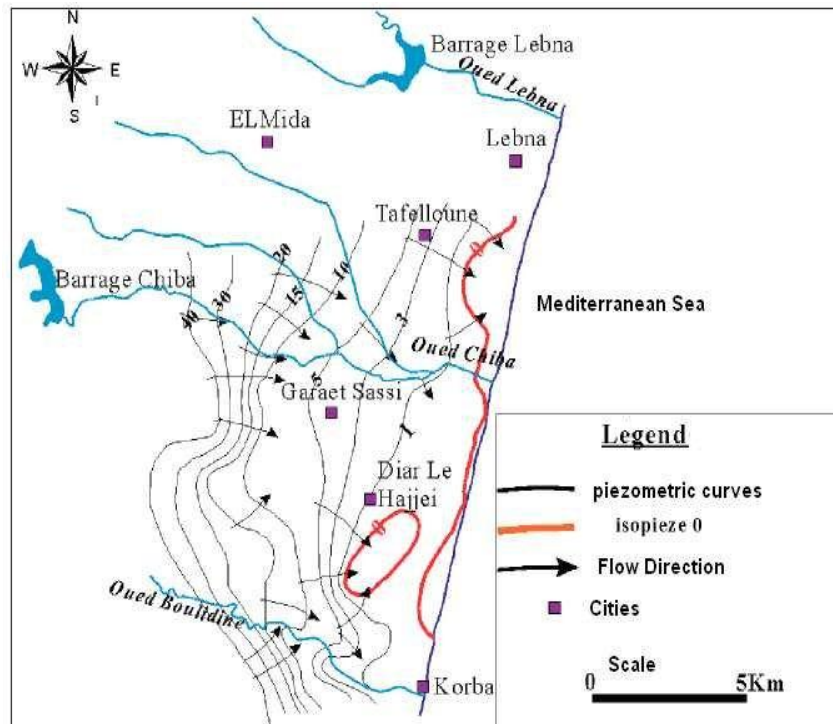 N
W E
S
I
Barrage Lebna
Oued Lebna
ELMida
Lebna
Tafelloune
20
10
15
30
40
Barrage Chiba
0
Mediterranean Sea
3
Oued Chiba
5
Garaet Sassi
1
Diar Le
Hajjei
0
Oued Boulidine
Korba
Legend
piezometric curves
isopieze 0
Flow Direction
Cities
Scale
0 5Km